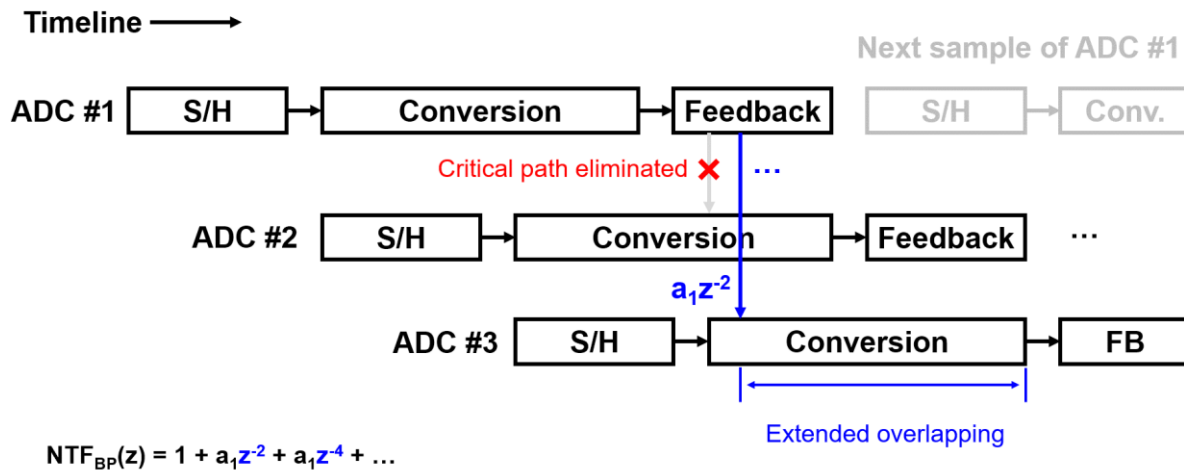 Timeline
Next sample of ADC #1
ADC #1 S/H Conversion Feedback S/H Conv.
Critical path eliminated ...
ADC #2 S/H Conversion Feedback ...
a₁z⁻²
ADC #3 S/H Conversion FB
Extended overlapping
NTF_BP(z) = 1 + a₁z⁻² + a₁z⁻⁴ + ...